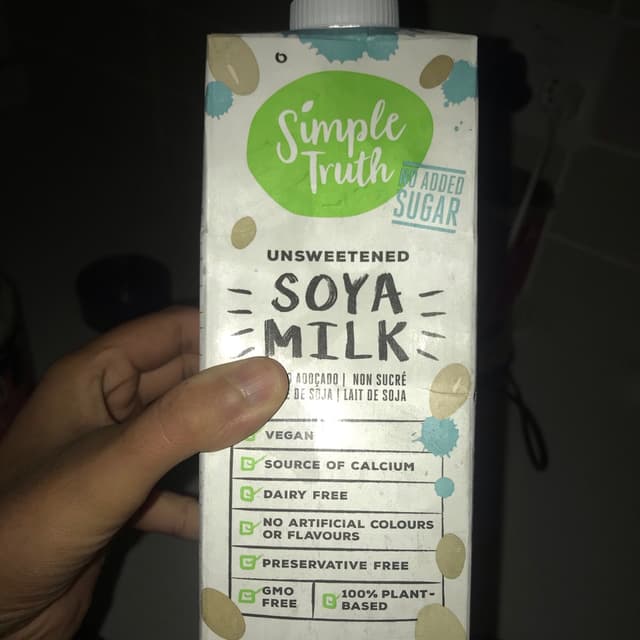 Simple
Truth
NO ADDED
SUGAR
UNSWEETENED
SOYA
MILK
ADOÇADO | NON SUCRÉ
DE SOJA | LAIT DE SOJA
VEGAN
SOURCE OF CALCIUM
DAIRY FREE
NO ARTIFICIAL COLOURS
OR FLAVOURS
PRESERVATIVE FREE
GMO
FREE
100% PLANT-
BASED